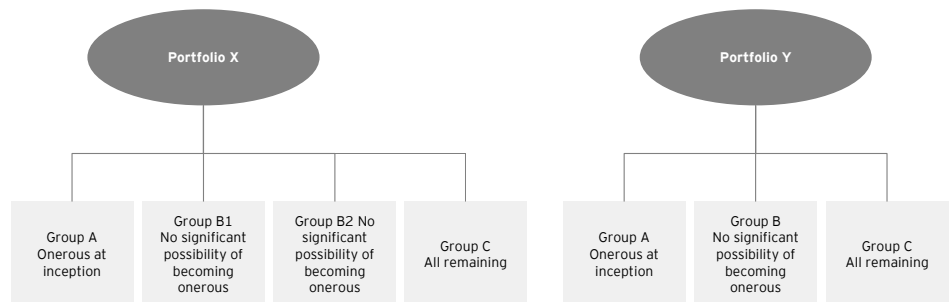 Portfolio X
Portfolio Y
Group A
Onerous at
inception
Group B1
No significant
possibility of
becoming
onerous
Group B2 No
significant
possibility of
becoming
onerous
Group C
All remaining
Group A
Onerous at
inception
Group B
No significant
possibility of
becoming
onerous
Group C
All remaining